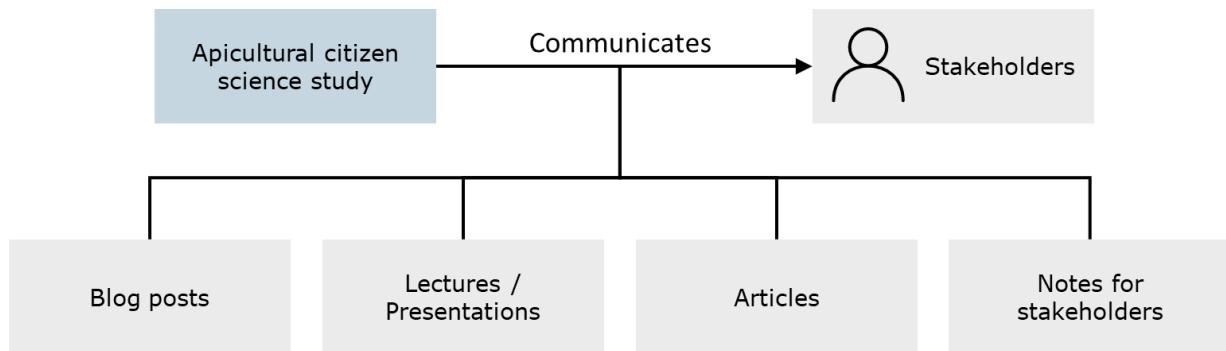 Apicultural citizen
science study
Communicates
Stakeholders
Blog posts
Lectures /
Presentations
Articles
Notes for
stakeholders